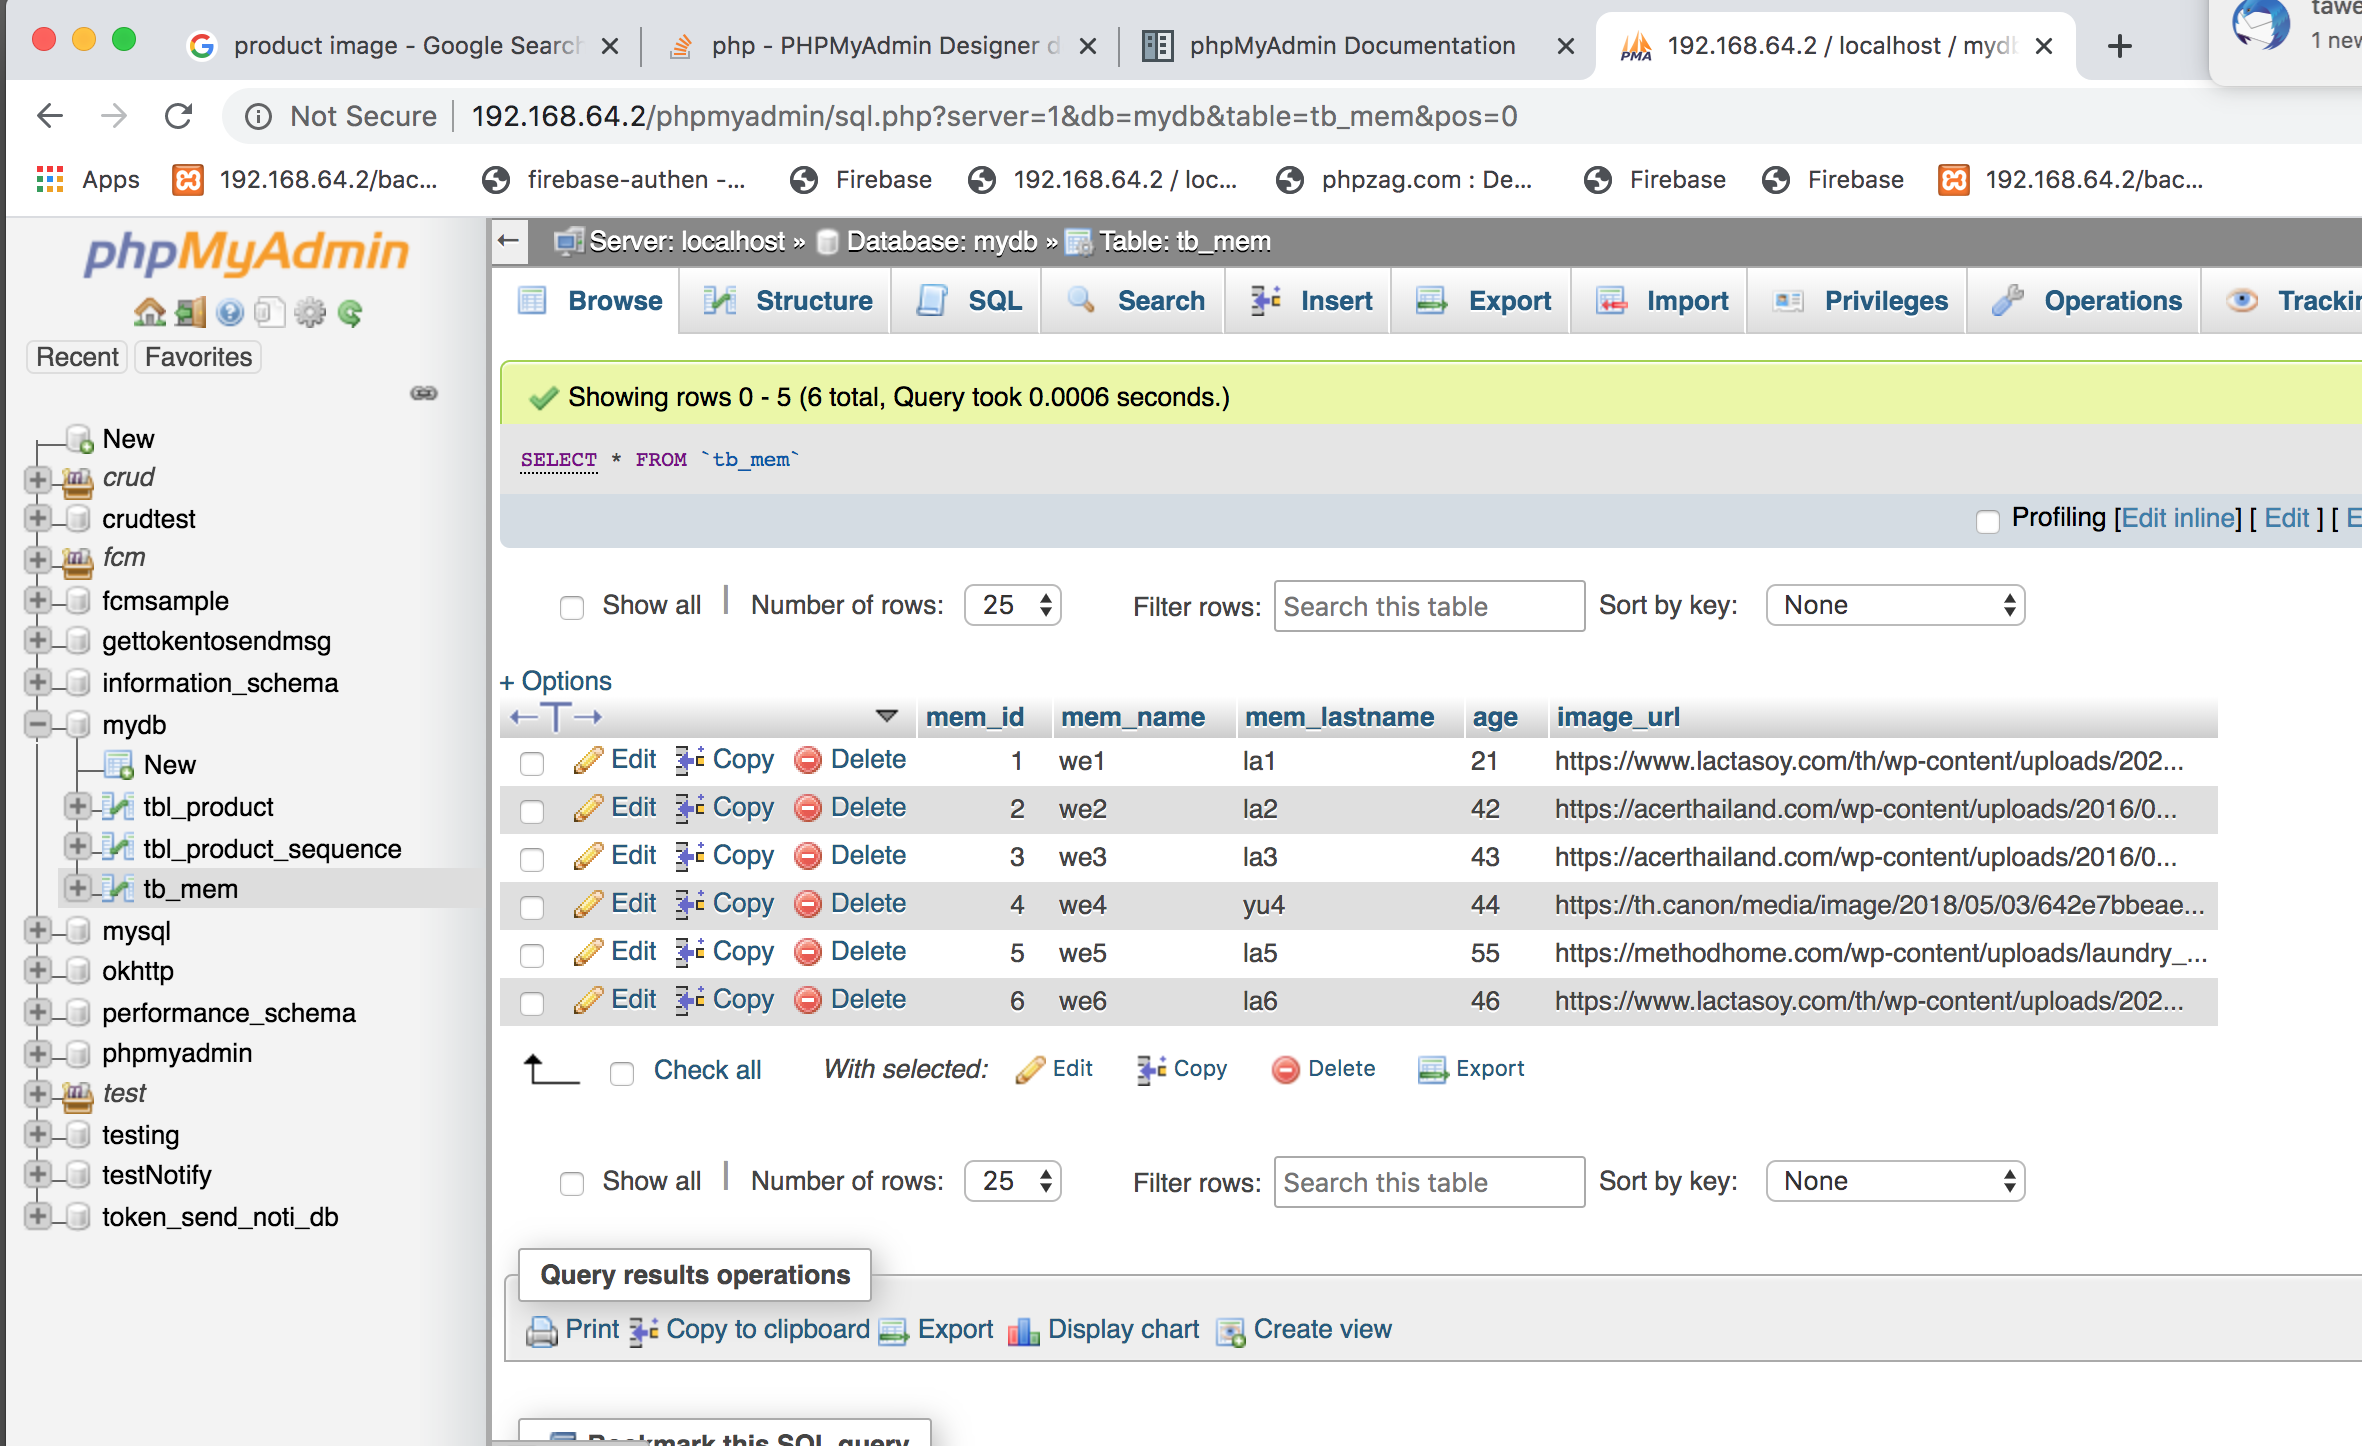 product image - Google Search
php - PHPMyAdmin Designer d
phpMyAdmin Documentation
192.168.64.2 / localhost / mydb
1 new
Not Secure 192.168.64.2/phpmyadmin/sql.php?server=1&db=mydb&table=tb_mem&pos=0
Apps 192.168.64.2/bac... firebase-authen -... Firebase 192.168.64.2 / loc... phpzag.com : De... Firebase Firebase 192.168.64.2/bac...
phpMyAdmin
Recent Favorites
New
crud
crudtest
fcm
fcmsample
gettokentosendmsg
information_schema
mydb
New
tbl_product
tbl_product_sequence
tb_mem
mysql
okhttp
performance_schema
phpmyadmin
test
testing
testNotify
token_send_noti_db
Server: localhost » Database: mydb » Table: tb_mem
Browse Structure SQL Search Insert Export Import Privileges Operations Trackin
Showing rows 0 - 5 (6 total, Query took 0.0006 seconds.)
SELECT * FROM `tb_mem`
Profiling [Edit inline] [ Edit ] [ E
Show all | Number of rows: 25 Filter rows: Search this table Sort by key: None
+ Options
←T→ mem_id mem_name mem_lastname age image_url
Edit Copy Delete 1 we1 la1 21 https://www.lactasoy.com/th/wp-content/uploads/202...
Edit Copy Delete 2 we2 la2 42 https://acerthailand.com/wp-content/uploads/2016/0...
Edit Copy Delete 3 we3 la3 43 https://acerthailand.com/wp-content/uploads/2016/0...
Edit Copy Delete 4 we4 yu4 44 https://th.canon/media/image/2018/05/03/642e7bbeae...
Edit Copy Delete 5 we5 la5 55 https://methodhome.com/wp-content/uploads/laundry_...
Edit Copy Delete 6 we6 la6 46 https://www.lactasoy.com/th/wp-content/uploads/202...
Check all With selected: Edit Copy Delete Export
Show all | Number of rows: 25 Filter rows: Search this table Sort by key: None
Query results operations
Print Copy to clipboard Export Display chart Create view
Bookmark this SQL query